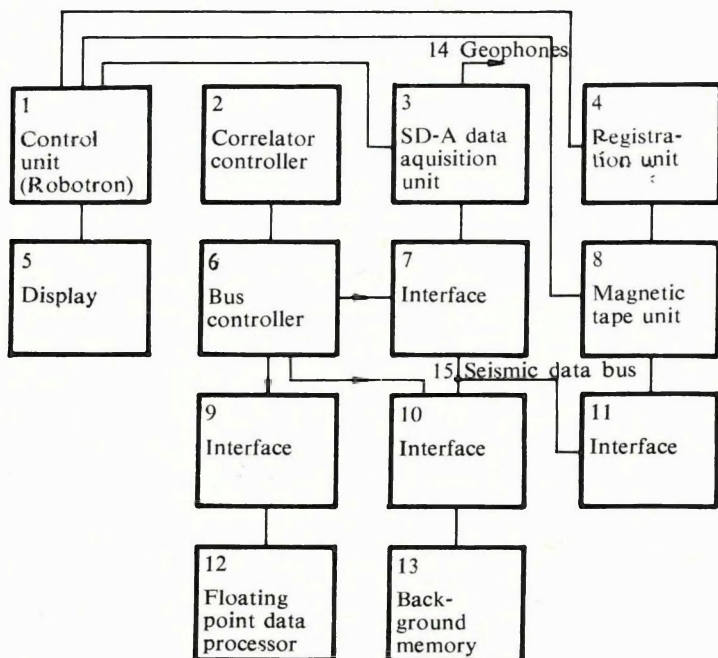 14 Geophones
1
Control
unit
(Robotron)
2
Correlator
controller
3
SD-A data
aquisition
unit
4
Registra-
tion unit
5
Display
6
Bus
controller
7
Interface
8
Magnetic
tape unit
15 Seismic data bus
9
Interface
10
Interface
11
Interface
12
Floating
point data
processor
13
Back-
ground
memory